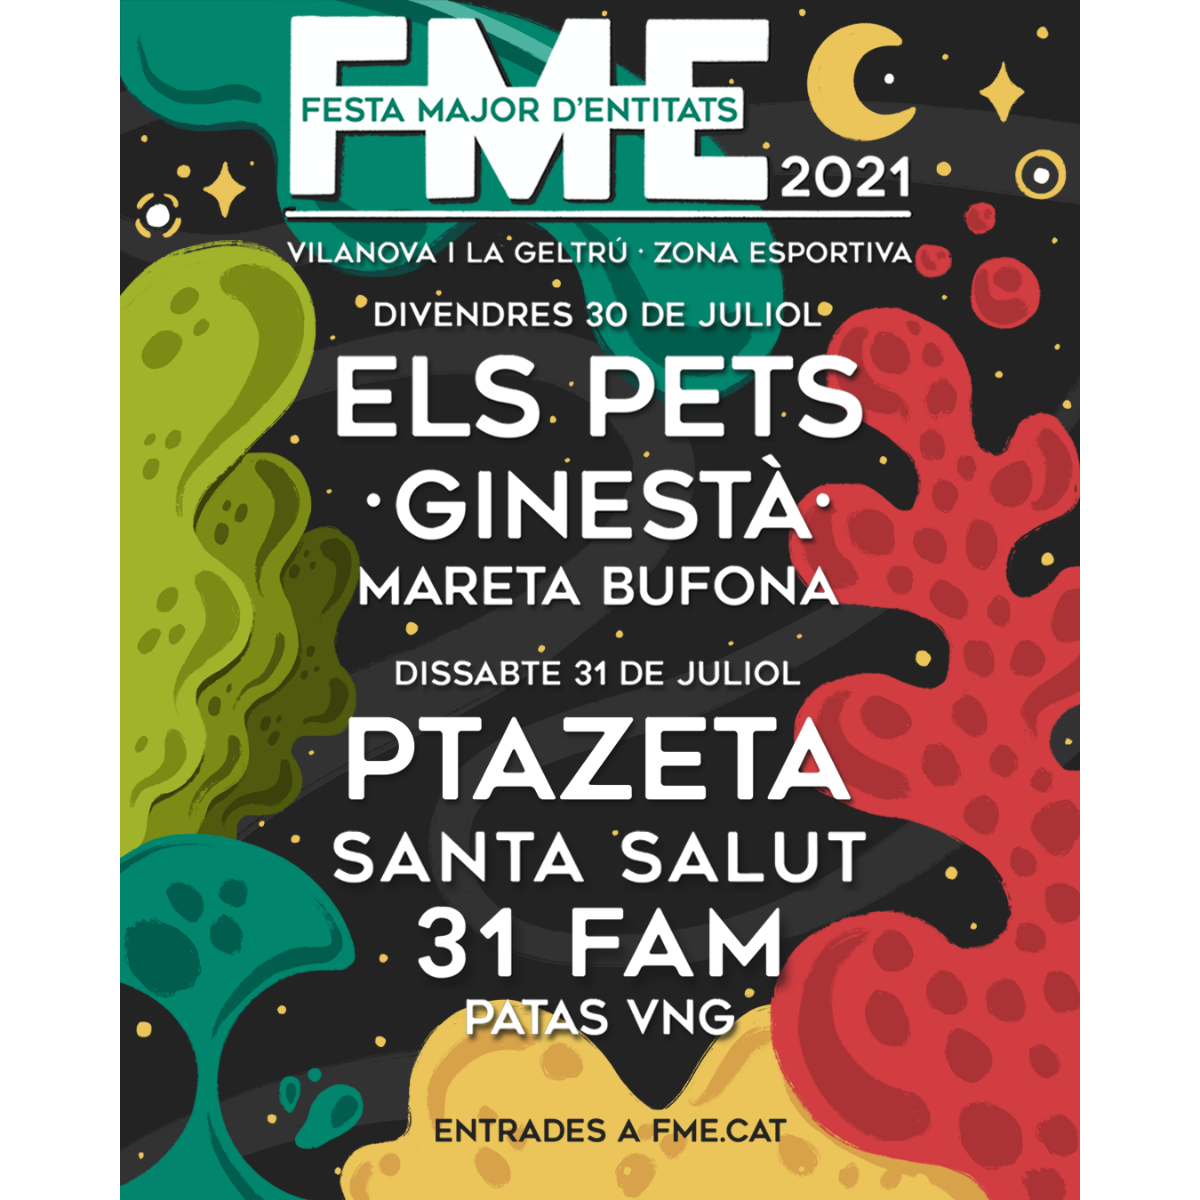 FME
FESTA MAJOR D'ENTITATS
2021
VILANOVA I LA GELTRÚ · ZONA ESPORTIVA
DIVENDRES 30 DE JULIOL
ELS PETS
·GINESTÀ·
MARETA BUFONA
DISSABTE 31 DE JULIOL
PTAZETA
SANTA SALUT
31 FAM
PATAS VNG
ENTRADES A FME.CAT